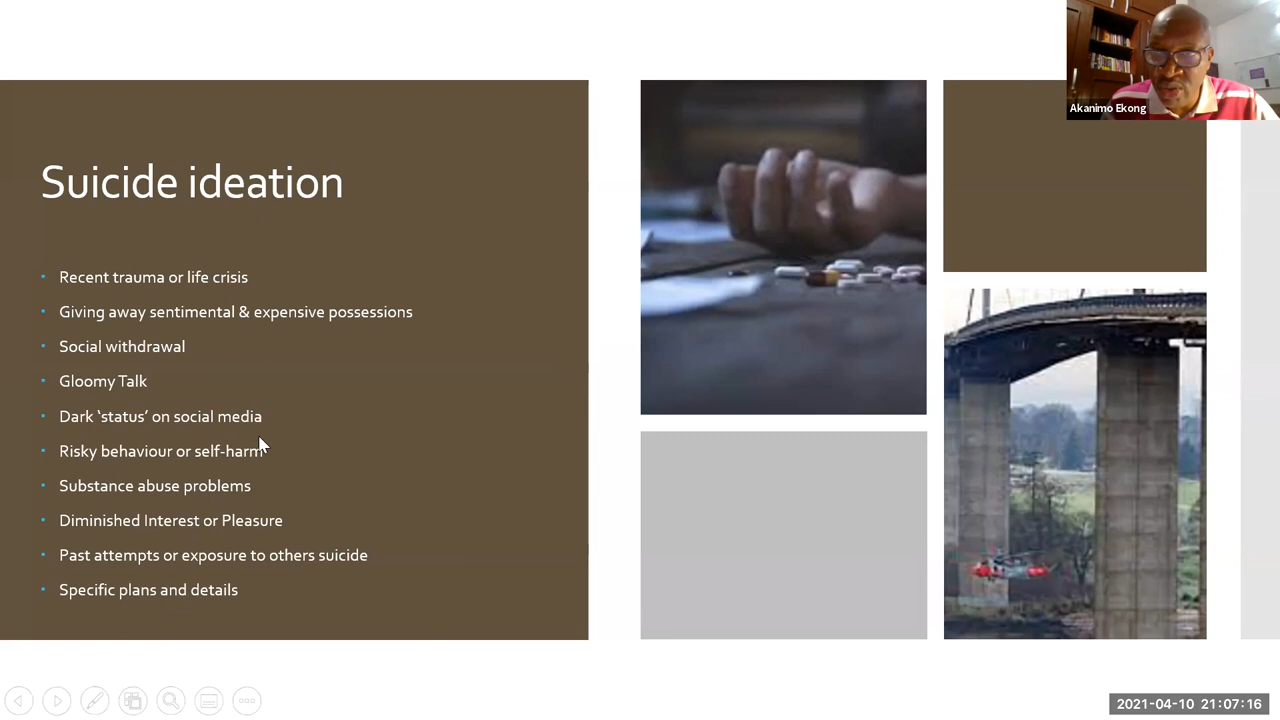 Akanimo Ekong
Suicide ideation
• Recent trauma or life crisis
• Giving away sentimental & expensive possessions
• Social withdrawal
• Gloomy Talk
• Dark ‘status’ on social media
• Risky behaviour or self-harm
• Substance abuse problems
• Diminished Interest or Pleasure
• Past attempts or exposure to others suicide
• Specific plans and details
2021-04-10 21:07:16